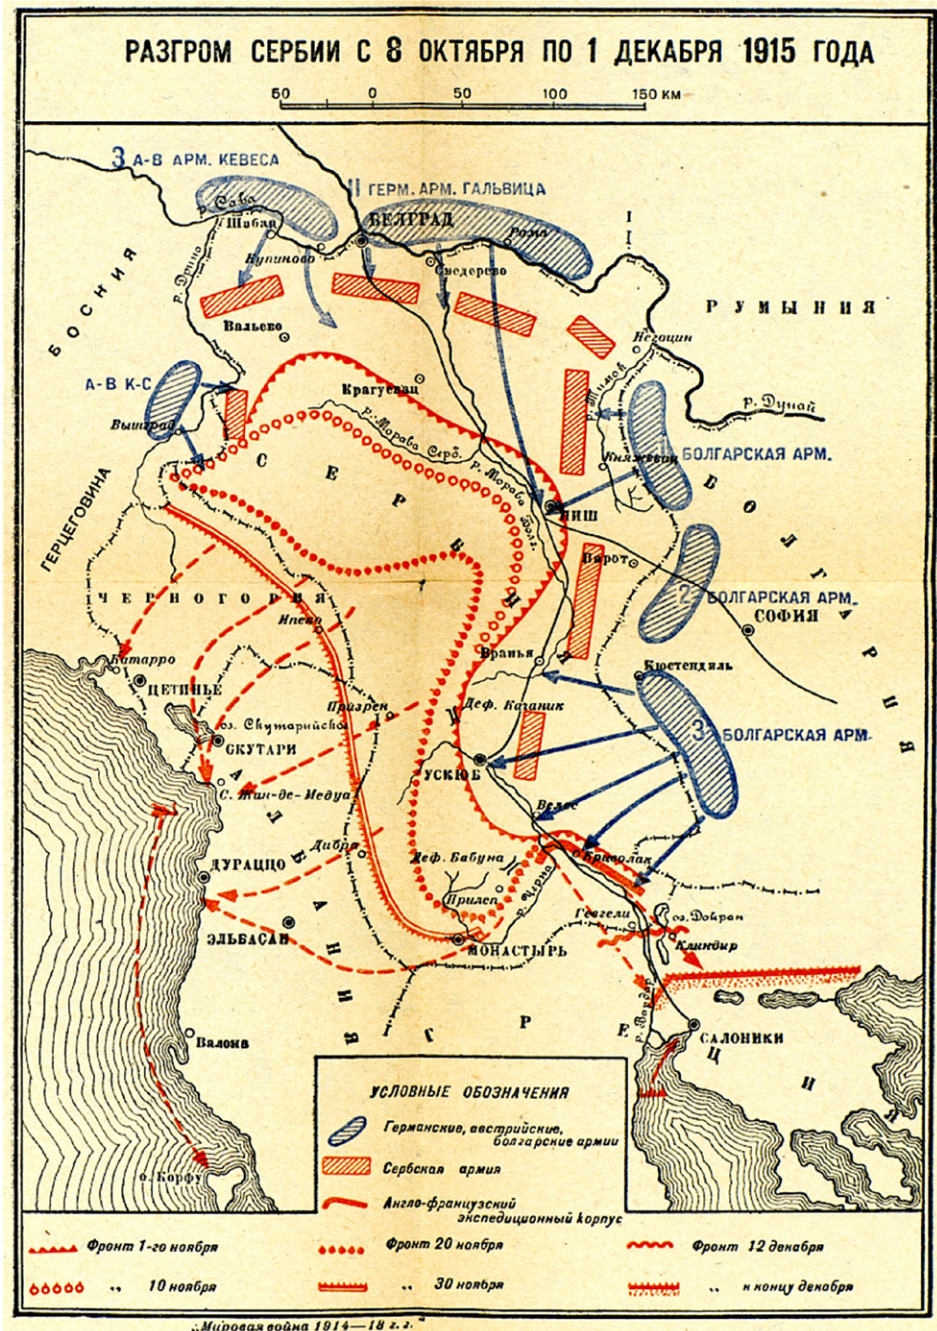 РАЗГРОМ СЕРБИИ С 8 ОКТЯБРЯ ПО 1 ДЕКАБРЯ 1915 ГОДА
50 0 50 100 150 КМ
3 А-В АРМ. КЕВЕСА
11 ГЕРМ. АРМ. ГАЛЬВИЦА
р. Сава
Шабац
БЕЛГРАД
Рама
Купиново
Смедерево
р. Дрина
БОСНИЯ
РУМЫНИЯ
Вальево
Неготин
А-В К-С
Крагуевац
р. Тимок
р. Дунай
Вышград
р. Морава Серб.
Княжевац
1 БОЛГАРСКАЯ АРМ.
СЕРБИЯ
р. Морава Болг.
БОЛГАРИЯ
ГЕРЦЕГОВИНА
НИШ
Пирот
ЧЕРНОГОРИЯ
2 БОЛГАРСКАЯ АРМ.
СОФИЯ
Ипек
Катарро
Вранья
Кюстендиль
ЦЕТИНЬЕ
Призрен
Деф. Качаник
оз. Скутарийско
СКУТАРИ
3 БОЛГАРСКАЯ АРМ.
УСКЮБ
С. Жан-де-Медуа
Велес
АЛБАНИЯ
Дибра
Деф. Бабуна
Криволак
ДУРАЦЦО
Прилеп
р. Черна
Гевгели
оз. Дойран
ЭЛЬБАСАН
МОНАСТЫРЬ
Клиндир
Валона
ГРЕЦИЯ
р. Вардар
САЛОНИКИ
о. Корфу
УСЛОВНЫЕ ОБОЗНАЧЕНИЯ
Германские, австрийские,
болгарские армии
Сербская армия
Англо-французский
экспедиционный корпус
Фронт 1-го ноября
Фронт 20 ноября
Фронт 12 декабря
„ 10 ноября
„ 30 ноября
„ к концу декабря
„Мировая война 1914—18 г.г."